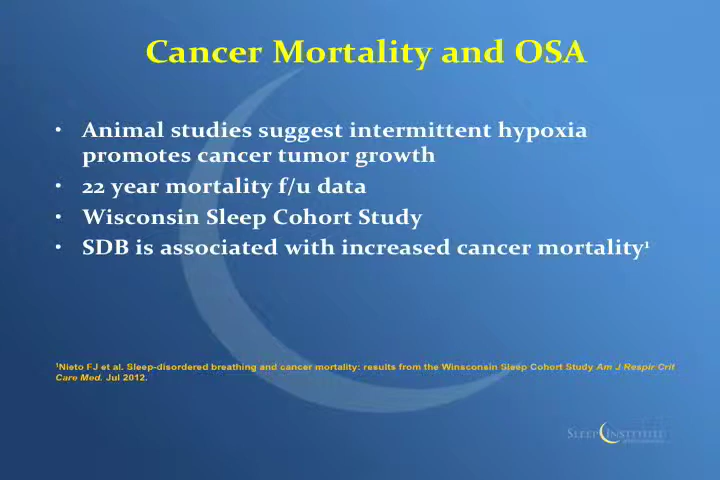 Cancer Mortality and OSA
• Animal studies suggest intermittent hypoxia
promotes cancer tumor growth
• 22 year mortality f/u data
• Wisconsin Sleep Cohort Study
• SDB is associated with increased cancer mortality¹
¹Nieto FJ et al. Sleep-disordered breathing and cancer mortality: results from the Winsconsin Sleep Cohort Study Am J Respir Crit
Care Med. Jul 2012.
SLEEP INSTITUTE